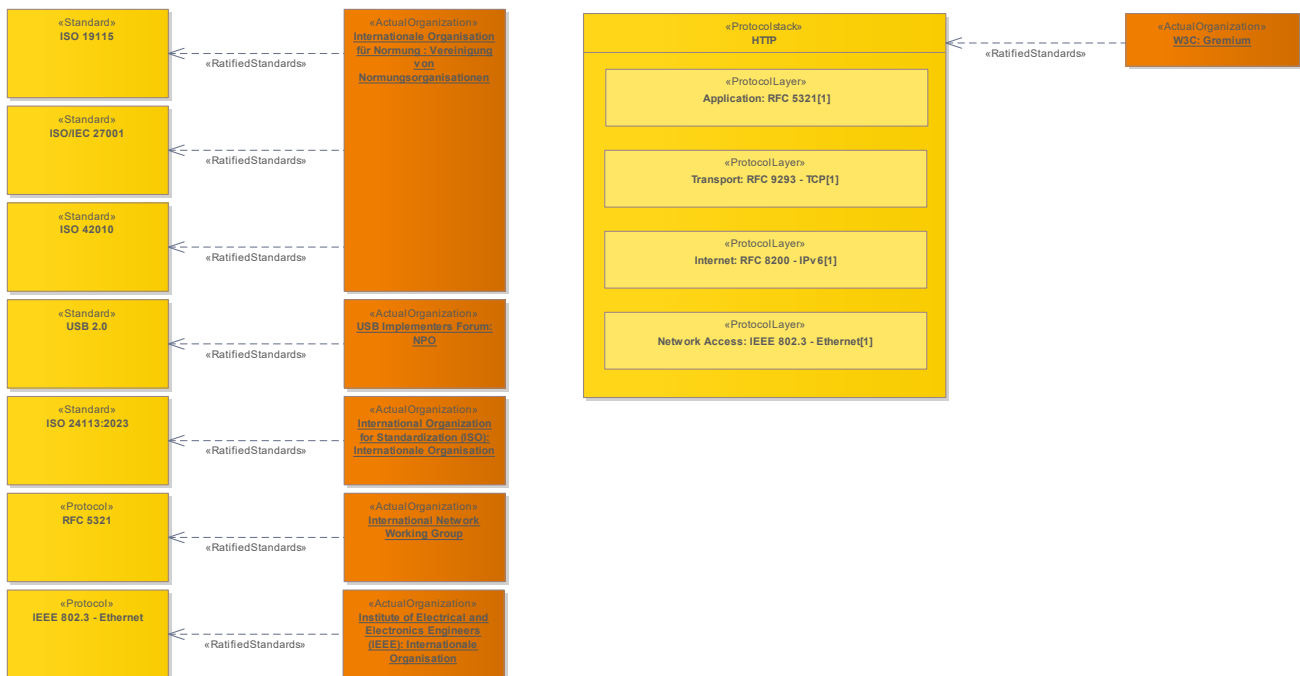 «Standard»
ISO 19115
«RatifiedStandards»
«ActualOrganization»
Internationale Organisation
für Normung : Vereinigung
von
Normungsorganisationen
«Standard»
ISO/IEC 27001
«RatifiedStandards»
«Standard»
ISO 42010
«RatifiedStandards»
«Standard»
USB 2.0
«RatifiedStandards»
«ActualOrganization»
USB Implementers Forum:
NPO
«Standard»
ISO 24113:2023
«RatifiedStandards»
«ActualOrganization»
International Organization
for Standardization (ISO):
Internationale Organisation
«Protocol»
RFC 5321
«RatifiedStandards»
«ActualOrganization»
International Network
Working Group
«Protocol»
IEEE 802.3 - Ethernet
«RatifiedStandards»
«ActualOrganization»
Institute of Electrical and
Electronics Engineers
(IEEE): Internationale
Organisation
«Protocolstack»
HTTP
«ProtocolLayer»
Application: RFC 5321[1]
«ProtocolLayer»
Transport: RFC 9293 - TCP[1]
«ProtocolLayer»
Internet: RFC 8200 - IPv6[1]
«ProtocolLayer»
Network Access: IEEE 802.3 - Ethernet[1]
«RatifiedStandards»
«ActualOrganization»
W3C: Gremium